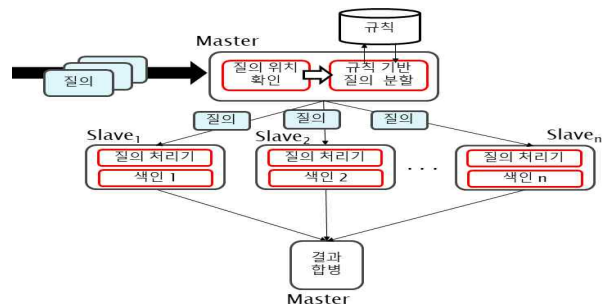 규칙
Master
질의
질의 위치
확인
규칙 기반
질의 분할
질의
질의
질의
Slave1
Slave2
Slaven
질의 처리기
색인 1
질의 처리기
색인 2
...
질의 처리기
색인 n
결과
합병
Master